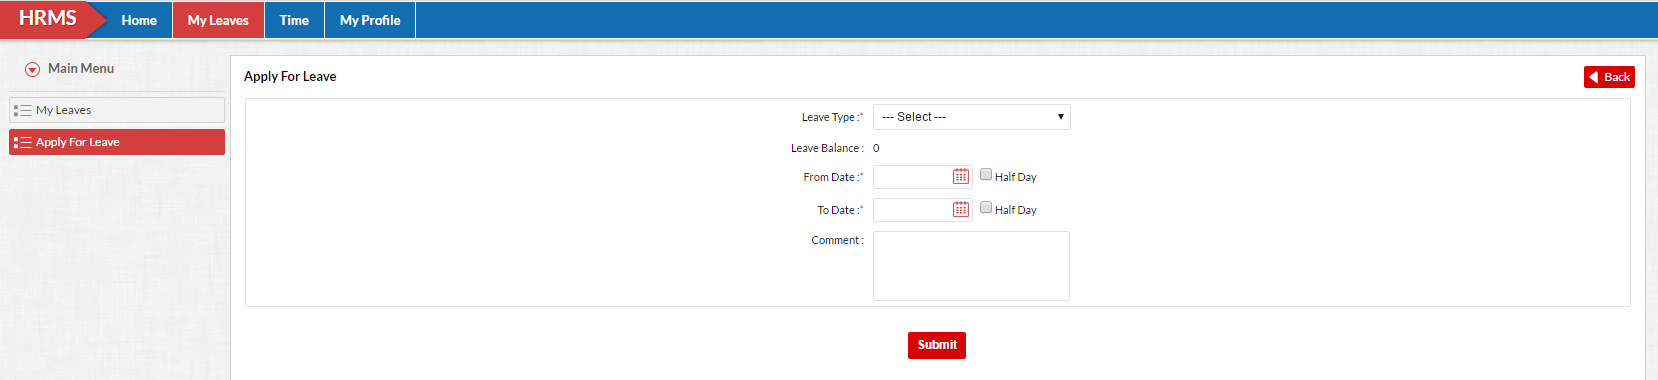 HRMS Home My Leaves Time My Profile
Main Menu
My Leaves
Apply For Leave
Apply For Leave Back
Leave Type :* --- Select ---
Leave Balance : 0
From Date :* Half Day
To Date :* Half Day
Comment :
Submit